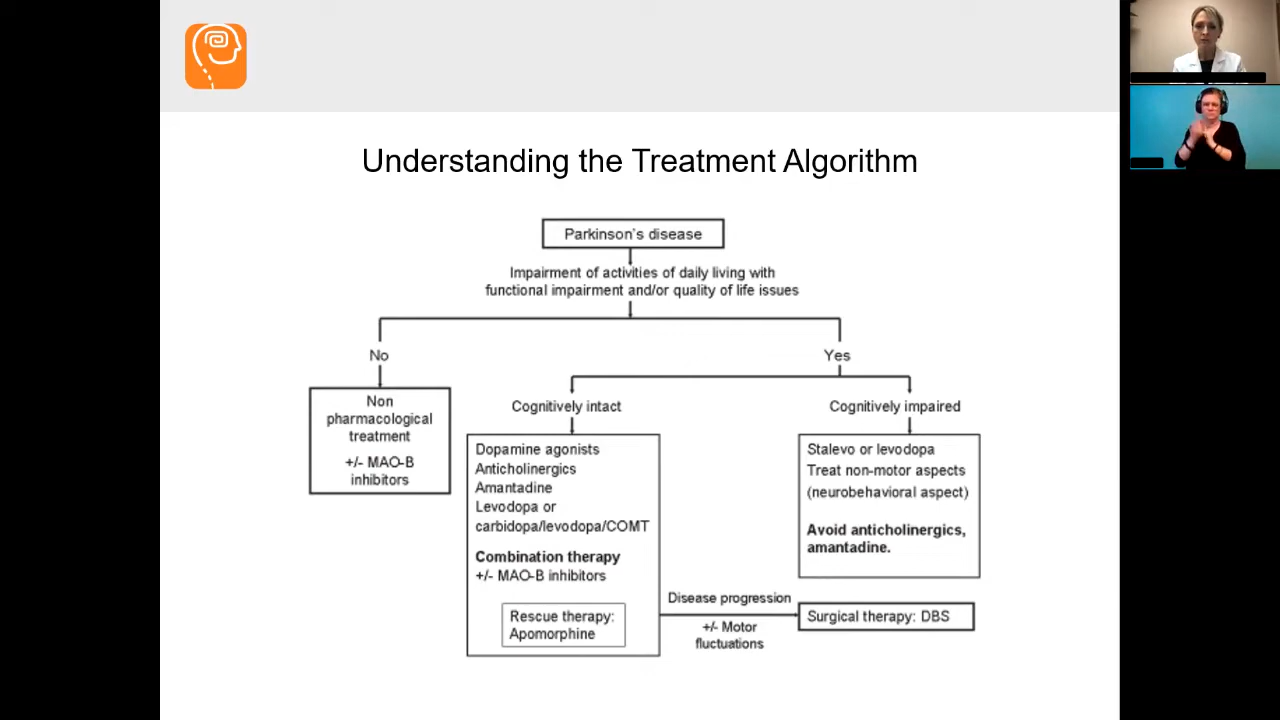 Understanding the Treatment Algorithm
Parkinson's disease
Impairment of activities of daily living with
functional impairment and/or quality of life issues
No
Yes
Non
pharmacological
treatment
+/- MAO-B
inhibitors
Cognitively intact
Cognitively impaired
Dopamine agonists
Anticholinergics
Amantadine
Levodopa or
carbidopa/levodopa/COMT
Combination therapy
+/- MAO-B inhibitors
Rescue therapy:
Apomorphine
Stalevo or levodopa
Treat non-motor aspects
(neurobehavioral aspect)
Avoid anticholinergics,
amantadine.
Disease progression
+/- Motor
fluctuations
Surgical therapy: DBS